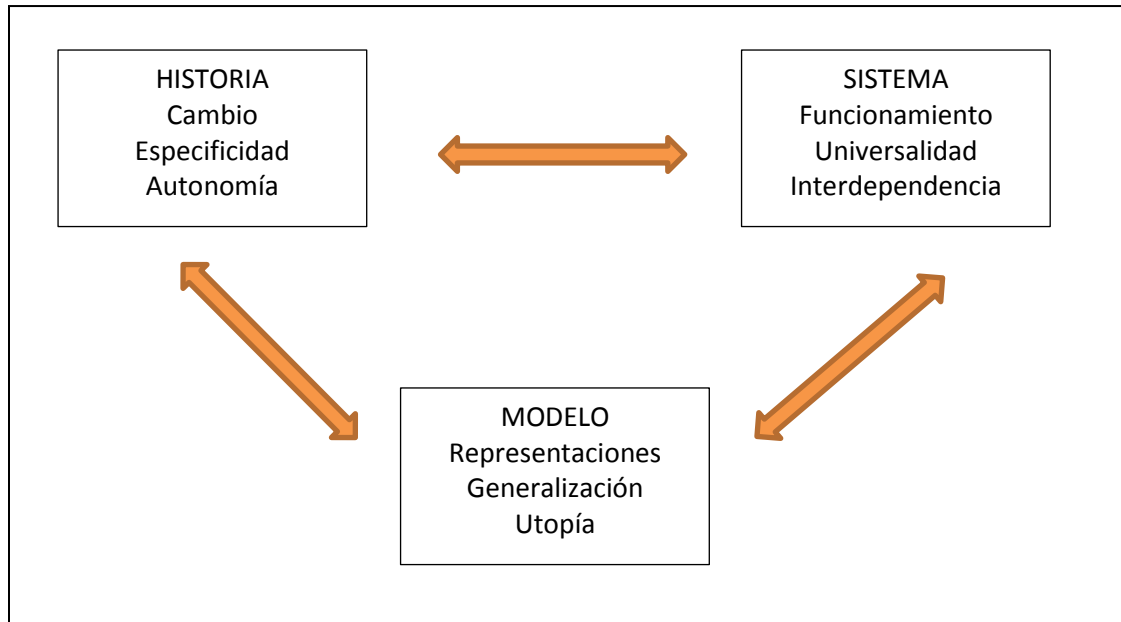 HISTORIA
Cambio
Especificidad
Autonomía
SISTEMA
Funcionamiento
Universalidad
Interdependencia
MODELO
Representaciones
Generalización
Utopía